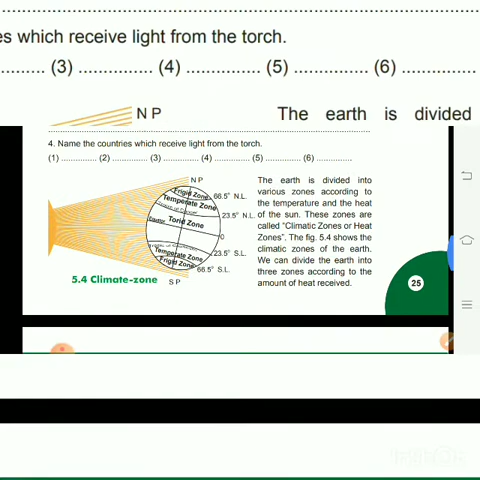 es which receive light from the torch.
......... (3) ............... (4) ............... (5) ............... (6) ...............
N P
The earth is divided
4. Name the countries which receive light from the torch.
(1) .............. (2) .............. (3) .............. (4) .............. (5) .............. (6) ..............
N P
Frigid Zone
66.5° N.L.
Temperate Zone
23.5° N.L.
Torid Zone
0
23.5° S.L.
Temperate Zone
Frigid Zone
66.5° S.L.
S P
5.4 Climate-zone
The earth is divided into
various zones according to
the temperature and the heat
of the sun. These zones are
called "Climatic Zones or Heat
Zones". The fig. 5.4 shows the
climatic zones of the earth.
We can divide the earth into
three zones according to the
amount of heat received.
25